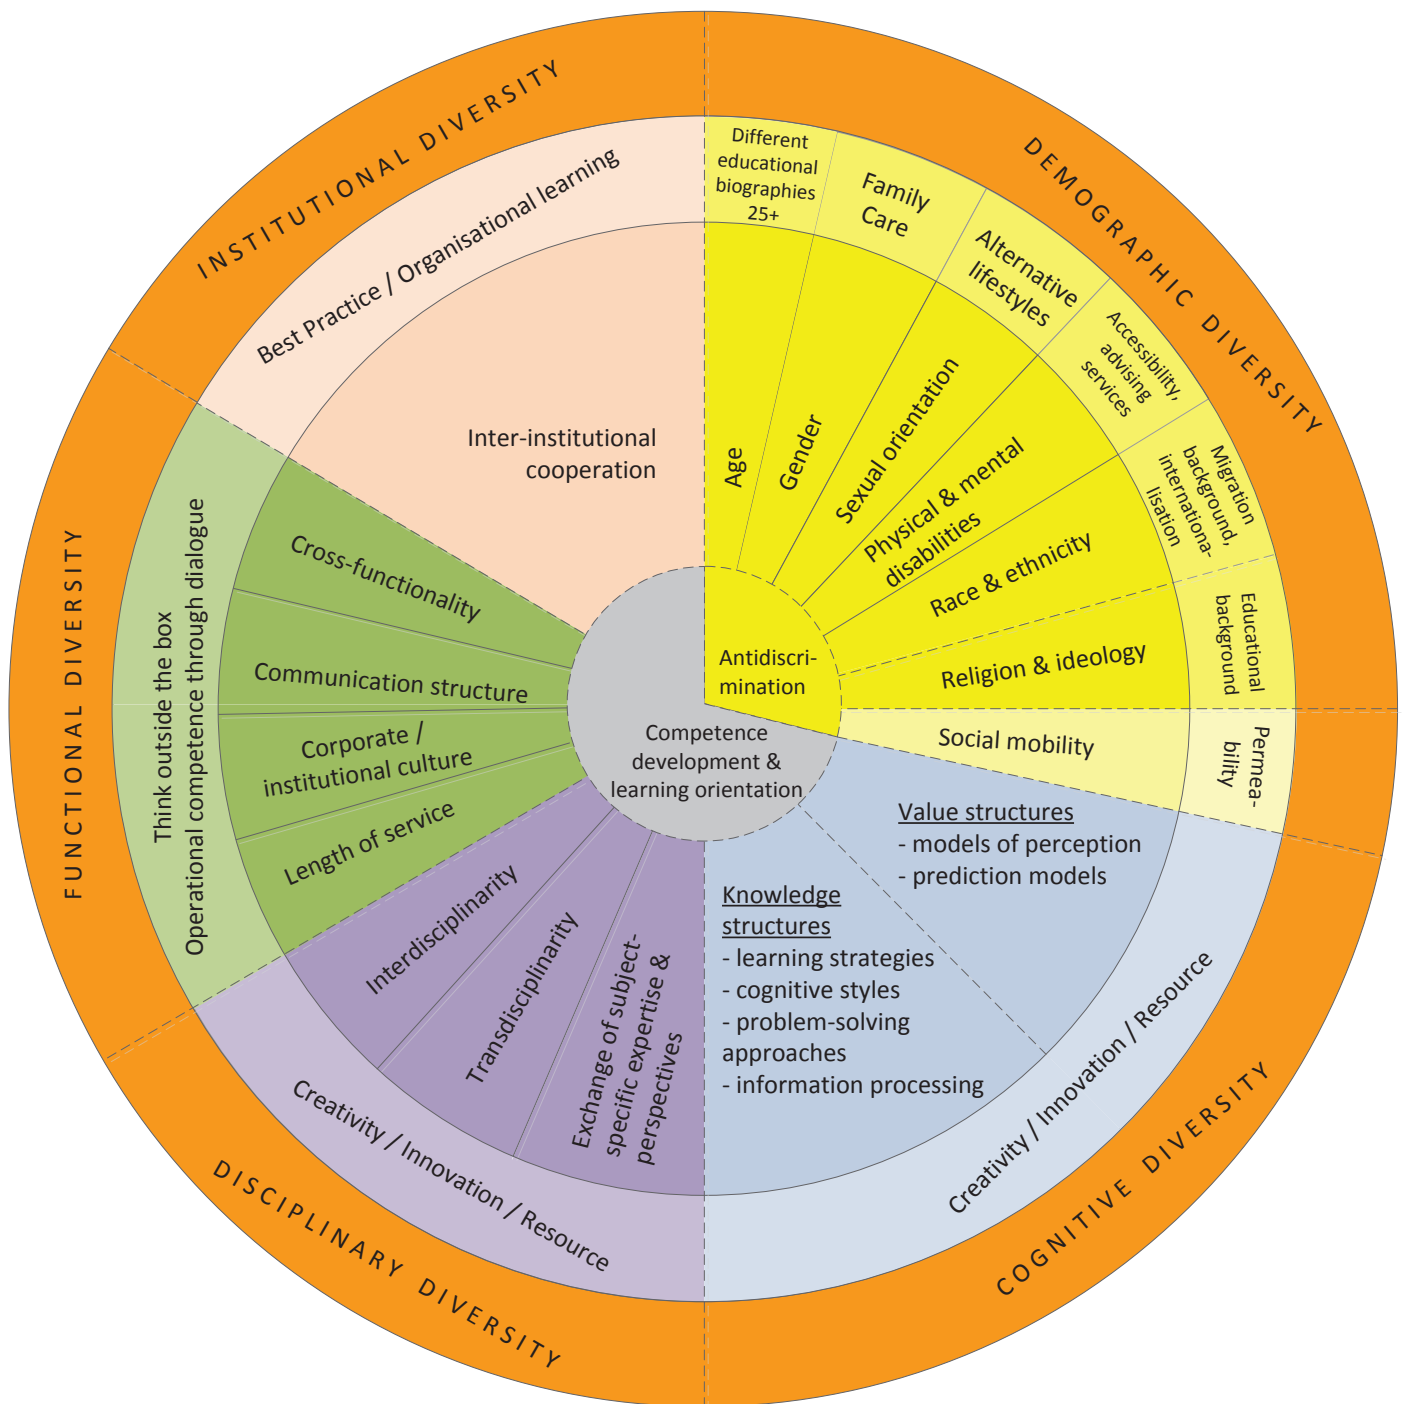 INSTITUTIONAL DIVERSITY
Best Practice / Organisational learning
Inter-institutional
cooperation
DEMOGRAPHIC DIVERSITY
Different
educational
biographies
25+
Family
Care
Alternative
lifestyles
Accessibility,
advising
services
Migration
background,
internationa-
lisation
Educational
background
Permea-
bility
Age
Gender
Sexual orientation
Physical & mental
disabilities
Race & ethnicity
Religion & ideology
Social mobility
Antidiscri-
mination
Competence
development &
learning orientation
COGNITIVE DIVERSITY
Creativity / Innovation / Resource
Value structures
- models of perception
- prediction models
Knowledge
structures
- learning strategies
- cognitive styles
- problem-solving
approaches
- information processing
DISCIPLINARY DIVERSITY
Creativity / Innovation / Resource
Exchange of subject-
specific expertise &
perspectives
Transdisciplinarity
Interdisciplinarity
FUNCTIONAL DIVERSITY
Think outside the box
Operational competence through dialogue
Cross-functionality
Communication structure
Corporate /
institutional culture
Length of service